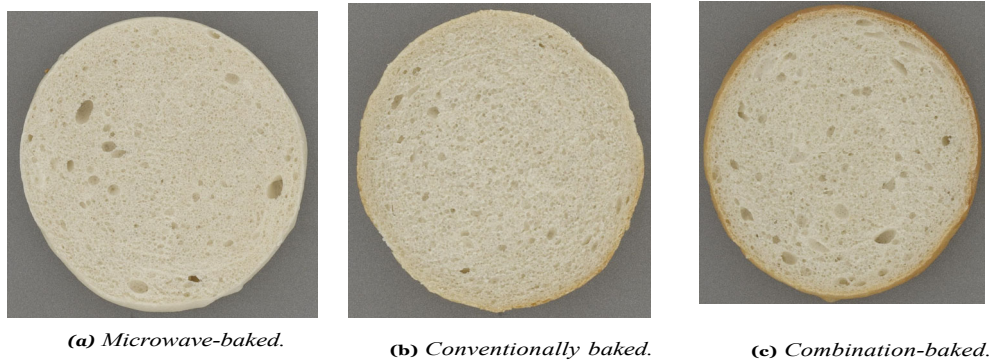 (a) Microwave-baked.
(b) Conventionally baked.
(c) Combination-baked.